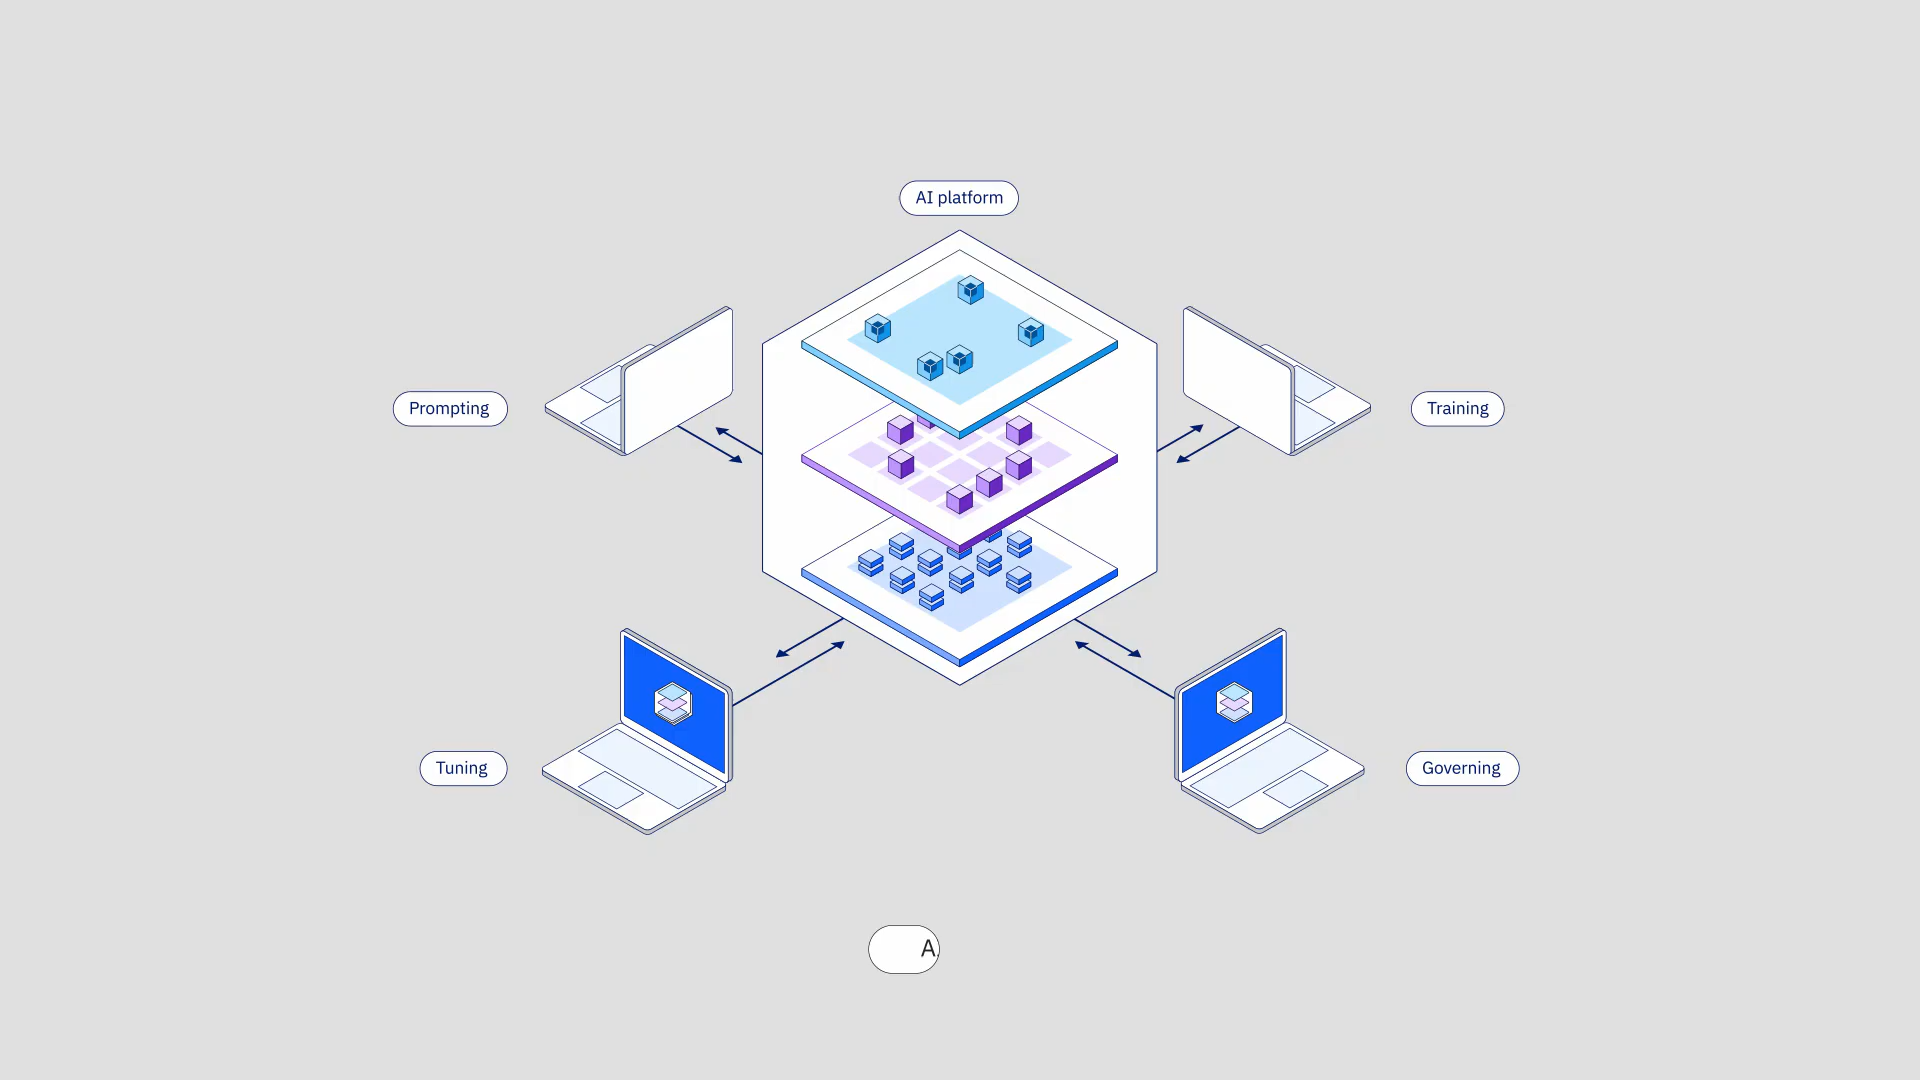 AI platform
Prompting
Training
Tuning
Governing
A